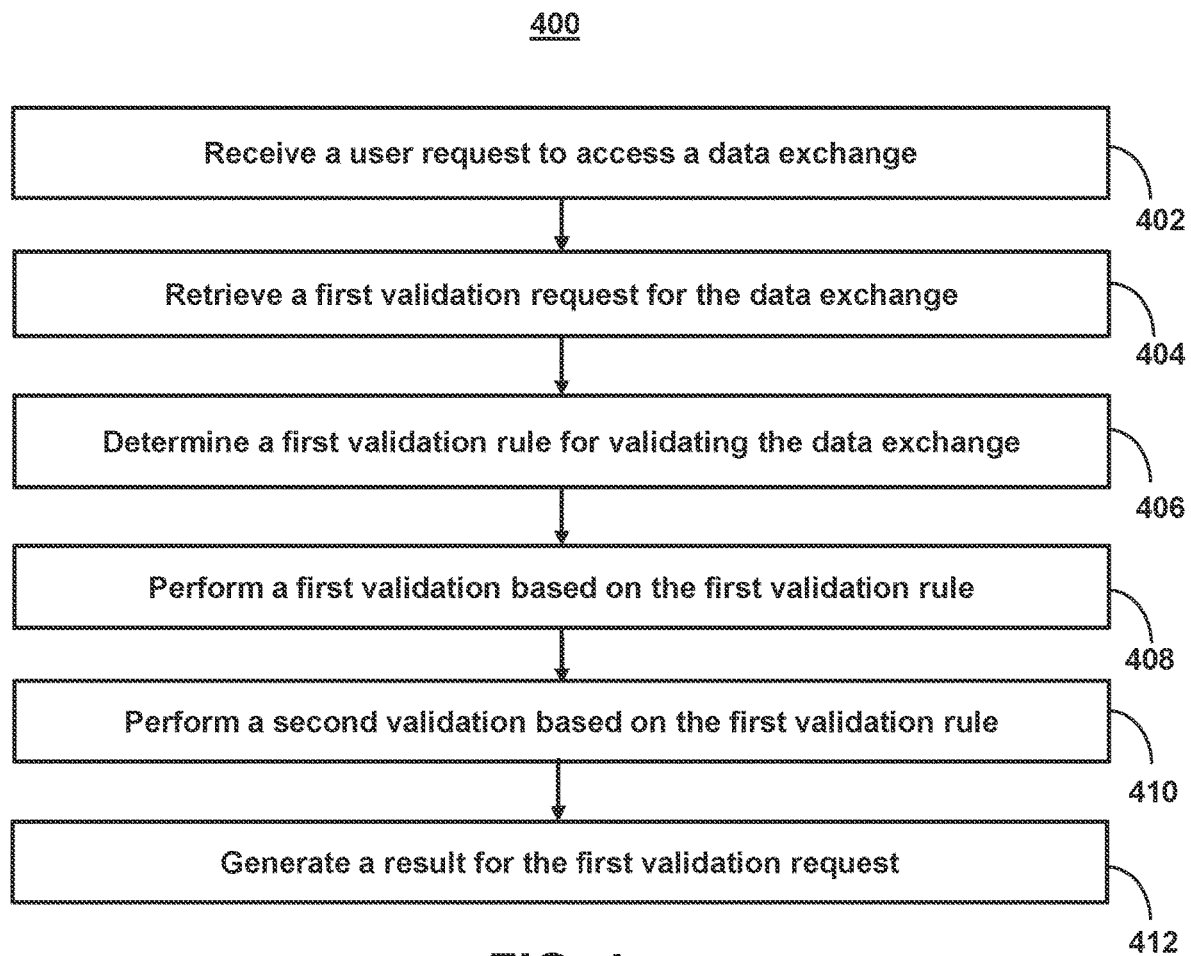 400
Receive a user request to access a data exchange
402
Retrieve a first validation request for the data exchange
404
Determine a first validation rule for validating the data exchange
406
Perform a first validation based on the first validation rule
408
Perform a second validation based on the first validation rule
410
Generate a result for the first validation request
412